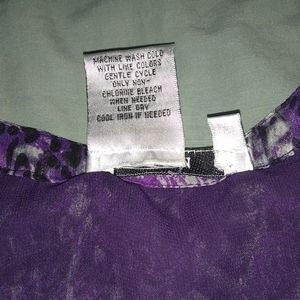 MACHINE WASH COLD
WITH LIKE COLORS
GENTLE CYCLE
ONLY NON-
CHLORINE BLEACH
WHEN NEEDED
LINE DRY
COOL IRON IF NEEDED